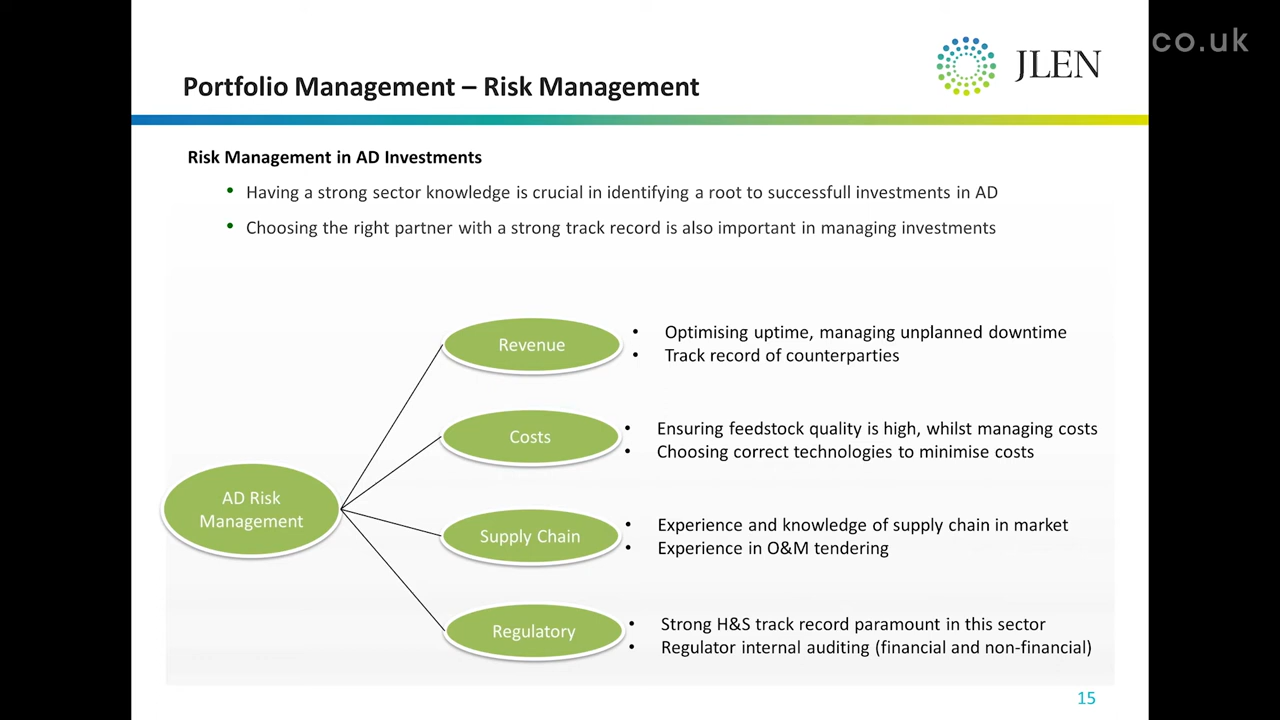 co.uk
JLEN
Portfolio Management – Risk Management
Risk Management in AD Investments
• Having a strong sector knowledge is crucial in identifying a root to successfull investments in AD
• Choosing the right partner with a strong track record is also important in managing investments
Revenue
• Optimising uptime, managing unplanned downtime
• Track record of counterparties
Costs
• Ensuring feedstock quality is high, whilst managing costs
• Choosing correct technologies to minimise costs
AD Risk
Management
Supply Chain
• Experience and knowledge of supply chain in market
• Experience in O&M tendering
Regulatory
• Strong H&S track record paramount in this sector
• Regulator internal auditing (financial and non-financial)
15